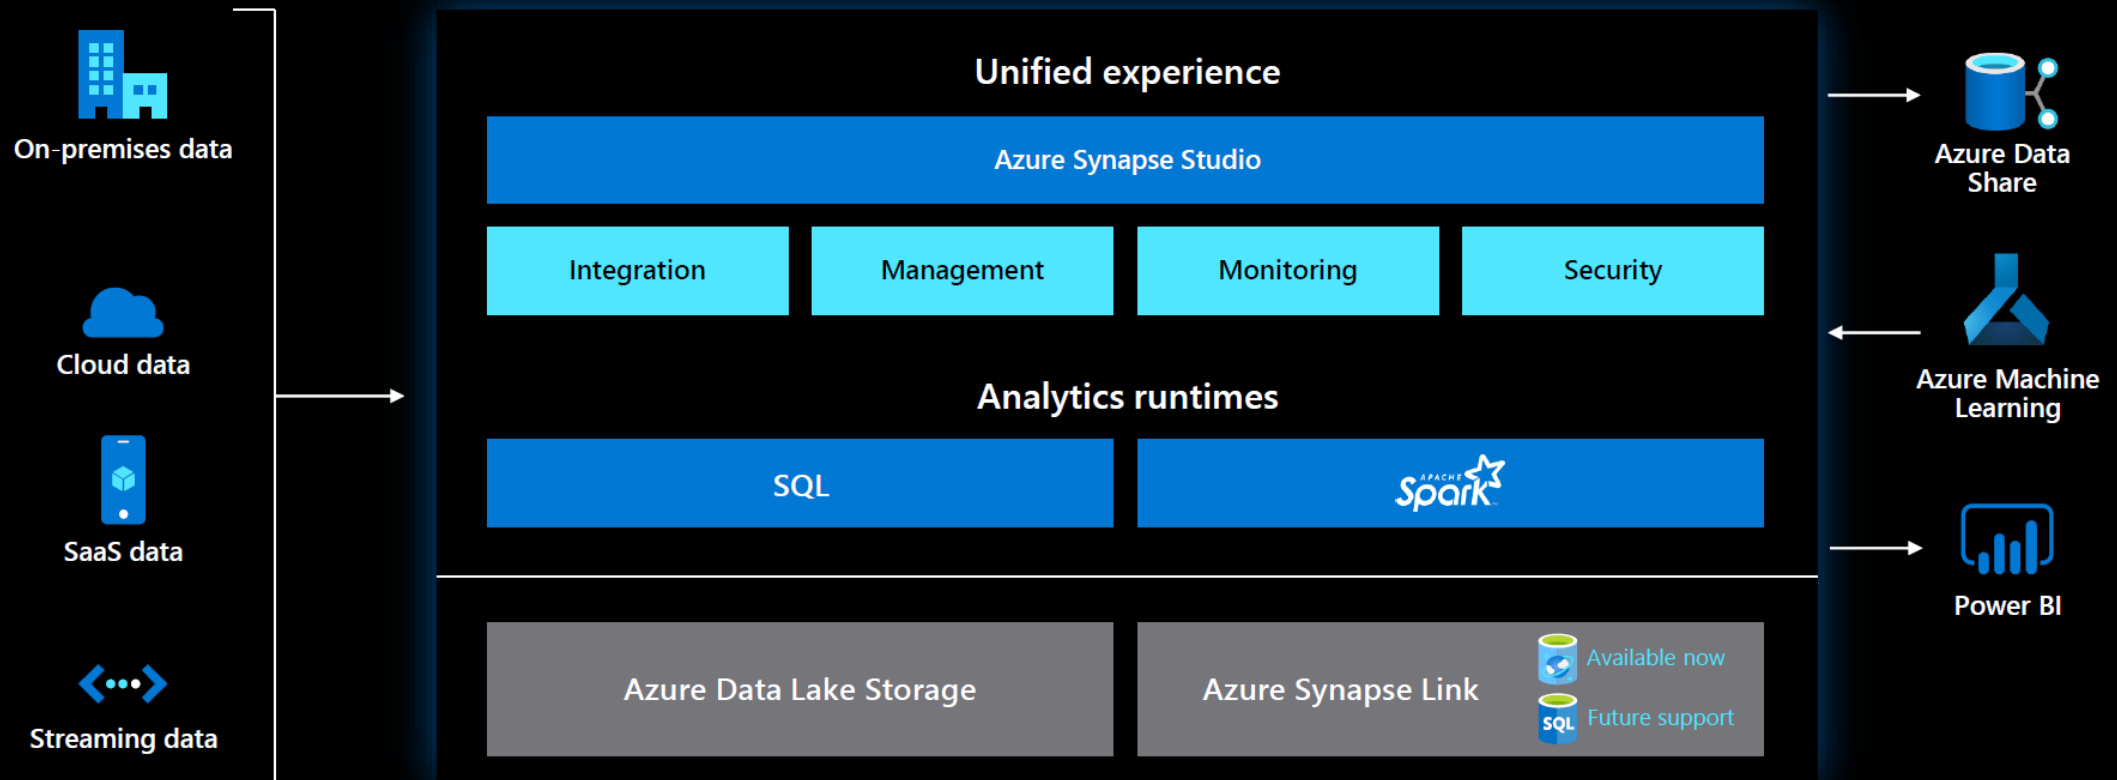 On-premises data
Cloud data
SaaS data
Streaming data
Unified experience
Azure Synapse Studio
Integration
Management
Monitoring
Security
Analytics runtimes
SQL
APACHE
Spark
Azure Data Lake Storage
Azure Synapse Link
Available now
SQL
Future support
Azure Data
Share
Azure Machine
Learning
Power BI